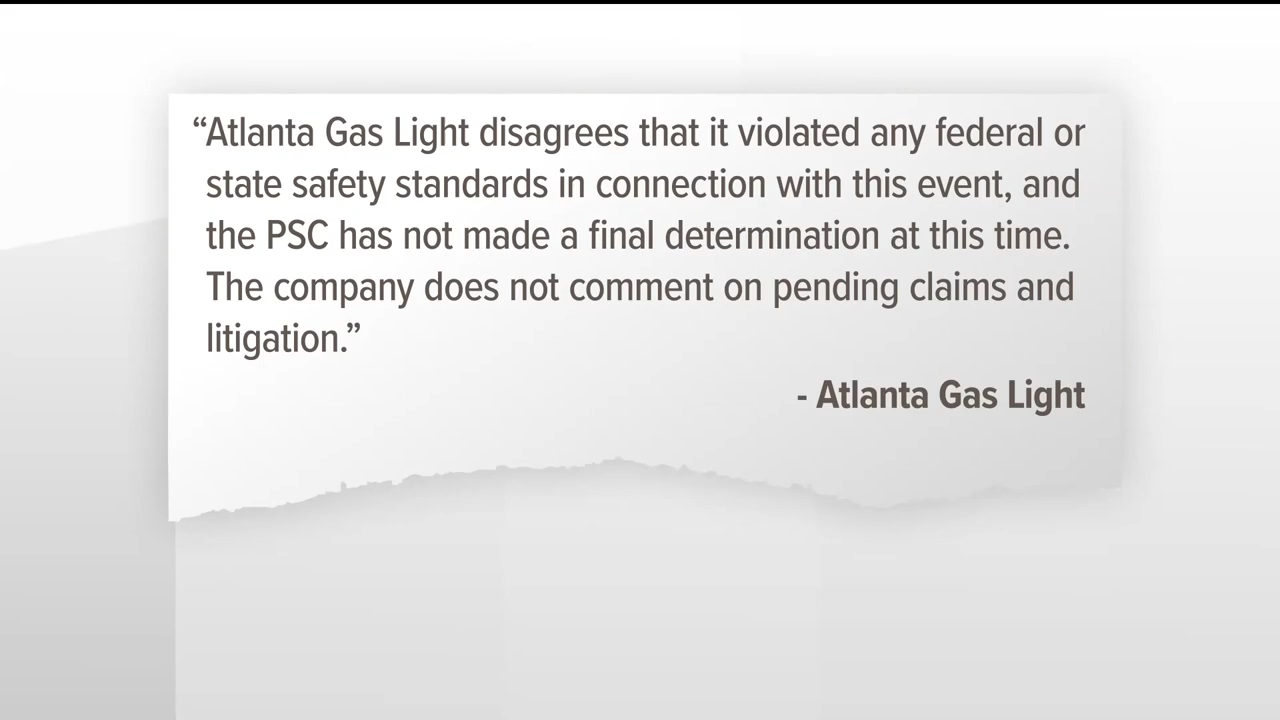 “Atlanta Gas Light disagrees that it violated any federal or
state safety standards in connection with this event, and
the PSC has not made a final determination at this time.
The company does not comment on pending claims and
litigation.”
- Atlanta Gas Light